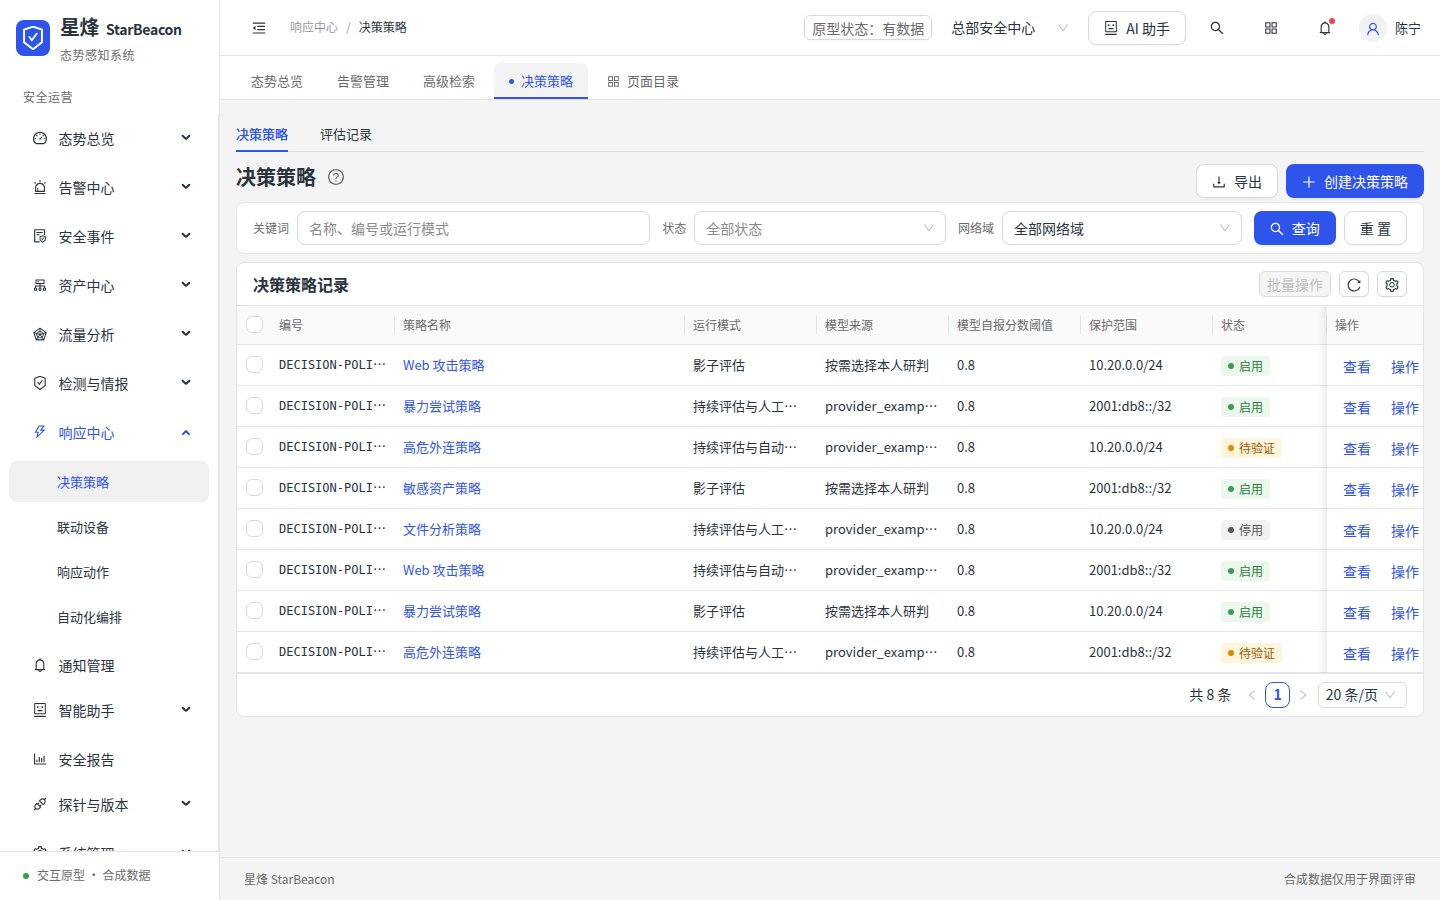 星烽 StarBeacon
态势感知系统
安全运营
态势总览
告警中心
安全事件
资产中心
流量分析
检测与情报
响应中心
决策策略
联动设备
响应动作
自动化编排
通知管理
智能助手
安全报告
探针与版本
系统管理
交互原型 · 合成数据
响应中心 / 决策策略
原型状态：有数据
总部安全中心
AI 助手
陈宁
态势总览 告警管理 高级检索 决策策略 页面目录
决策策略 评估记录
决策策略
导出
创建决策策略
关键词 名称、编号或运行模式 状态 全部状态 网络域 全部网络域 查询 重 置
决策策略记录
批量操作
编号 策略名称 运行模式 模型来源 模型自报分数阈值 保护范围 状态 操作
DECISION-POLI··· Web 攻击策略 影子评估 按需选择本人研判 0.8 10.20.0.0/24 启用 查看 操作
DECISION-POLI··· 暴力尝试策略 持续评估与人工··· provider_examp··· 0.8 2001:db8::/32 启用 查看 操作
DECISION-POLI··· 高危外连策略 持续评估与自动··· provider_examp··· 0.8 10.20.0.0/24 待验证 查看 操作
DECISION-POLI··· 敏感资产策略 影子评估 按需选择本人研判 0.8 2001:db8::/32 启用 查看 操作
DECISION-POLI··· 文件分析策略 持续评估与人工··· provider_examp··· 0.8 10.20.0.0/24 停用 查看 操作
DECISION-POLI··· Web 攻击策略 持续评估与自动··· provider_examp··· 0.8 2001:db8::/32 启用 查看 操作
DECISION-POLI··· 暴力尝试策略 影子评估 按需选择本人研判 0.8 10.20.0.0/24 启用 查看 操作
DECISION-POLI··· 高危外连策略 持续评估与人工··· provider_examp··· 0.8 2001:db8::/32 待验证 查看 操作
共 8 条 1 20 条/页
星烽 StarBeacon
合成数据仅用于界面评审